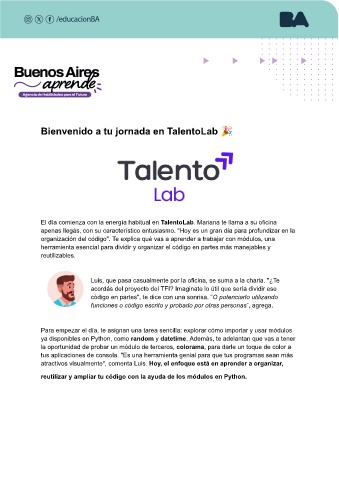 /educacionBA
BA
Buenos Aires
aprende
Agencia de Habilidades para el Futuro
Bienvenido a tu jornada en TalentoLab 🎉
Talento
Lab
El día comienza con la energía habitual en TalentoLab. Mariana te llama a su oficina
apenas llegás, con su característico entusiasmo. "Hoy es un gran día para profundizar en la
organización del código". Te explica qué vas a aprender a trabajar con módulos, una
herramienta esencial para dividir y organizar el código en partes más manejables y
reutilizables.
Luis, que pasa casualmente por la oficina, se suma a la charla. "¿Te
acordás del proyecto del TFI? Imaginate lo útil que sería dividir ese
código en partes", te dice con una sonrisa. "O potenciarlo utilizando
funciones o código escrito y probado por otras personas", agrega.
Para empezar el día, te asignan una tarea sencilla: explorar cómo importar y usar módulos
ya disponibles en Python, como random y datetime. Además, te adelantan que vas a tener
la oportunidad de probar un módulo de terceros, colorama, para darle un toque de color a
tus aplicaciones de consola. "Es una herramienta genial para que tus programas sean más
atractivos visualmente", comenta Luis. Hoy, el enfoque está en aprender a organizar,
reutilizar y ampliar tu código con la ayuda de los módulos en Python.